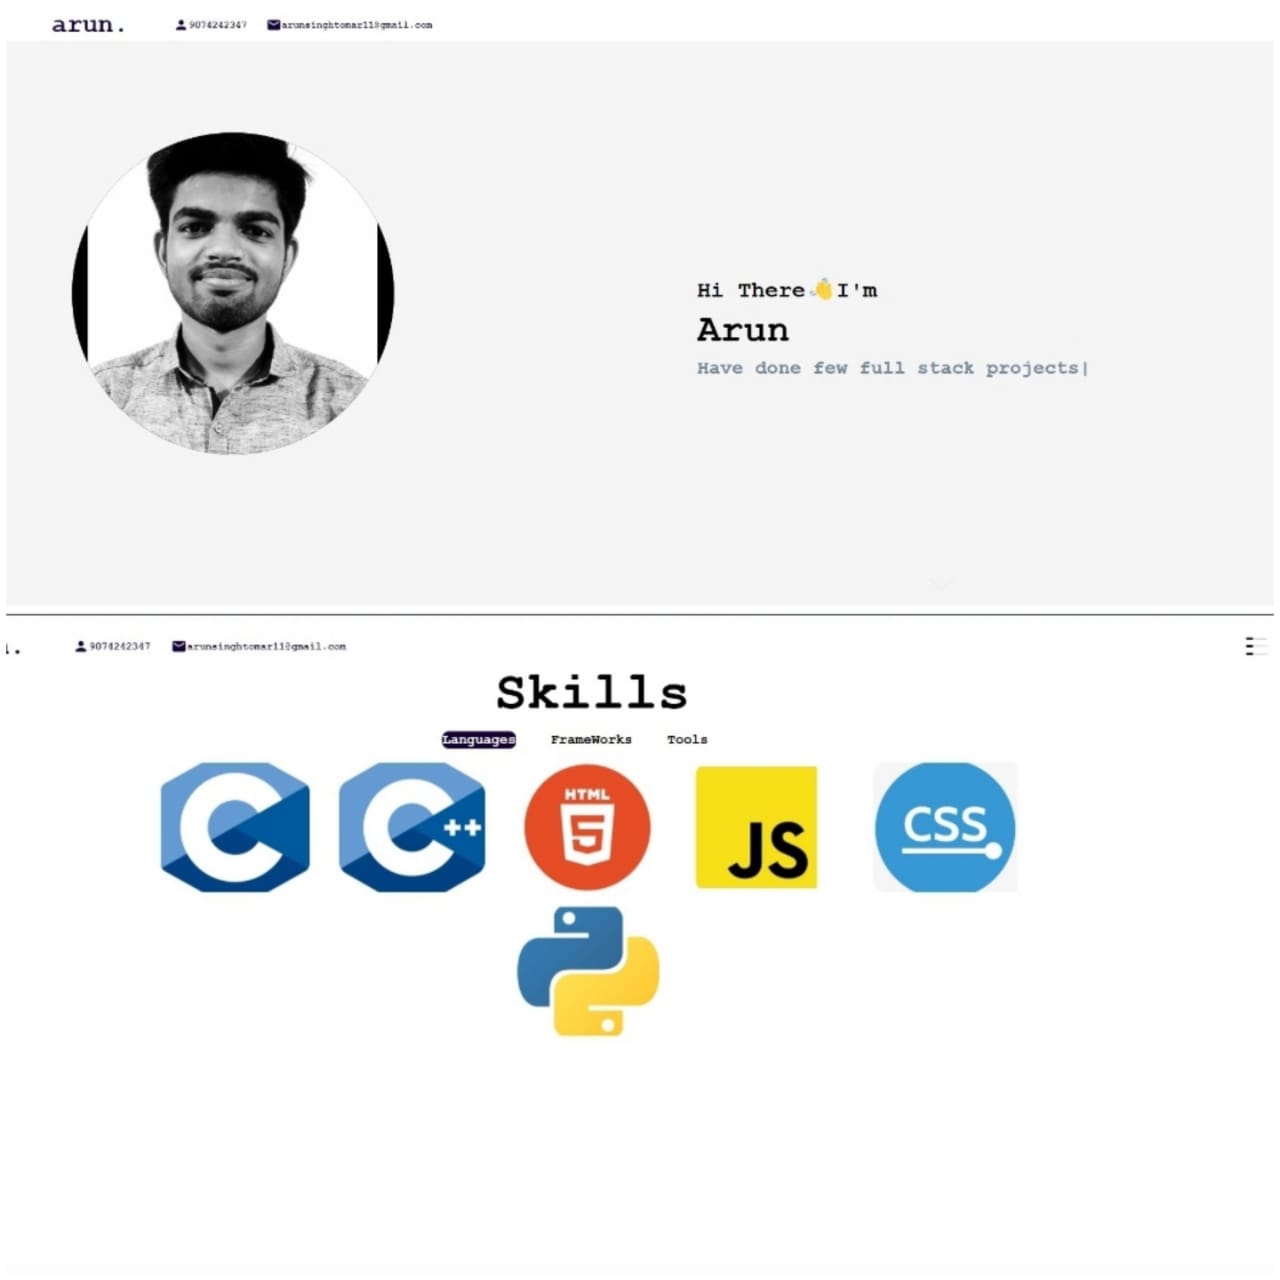 arun. 9074242347 arunsinghtomar11@gmail.com
Hi There👋I'm
Arun
Have done few full stack projects|
. 9074242347 arunsinghtomar11@gmail.com
Skills
Languages FrameWorks Tools
C C++ HTML 5 JS CSS